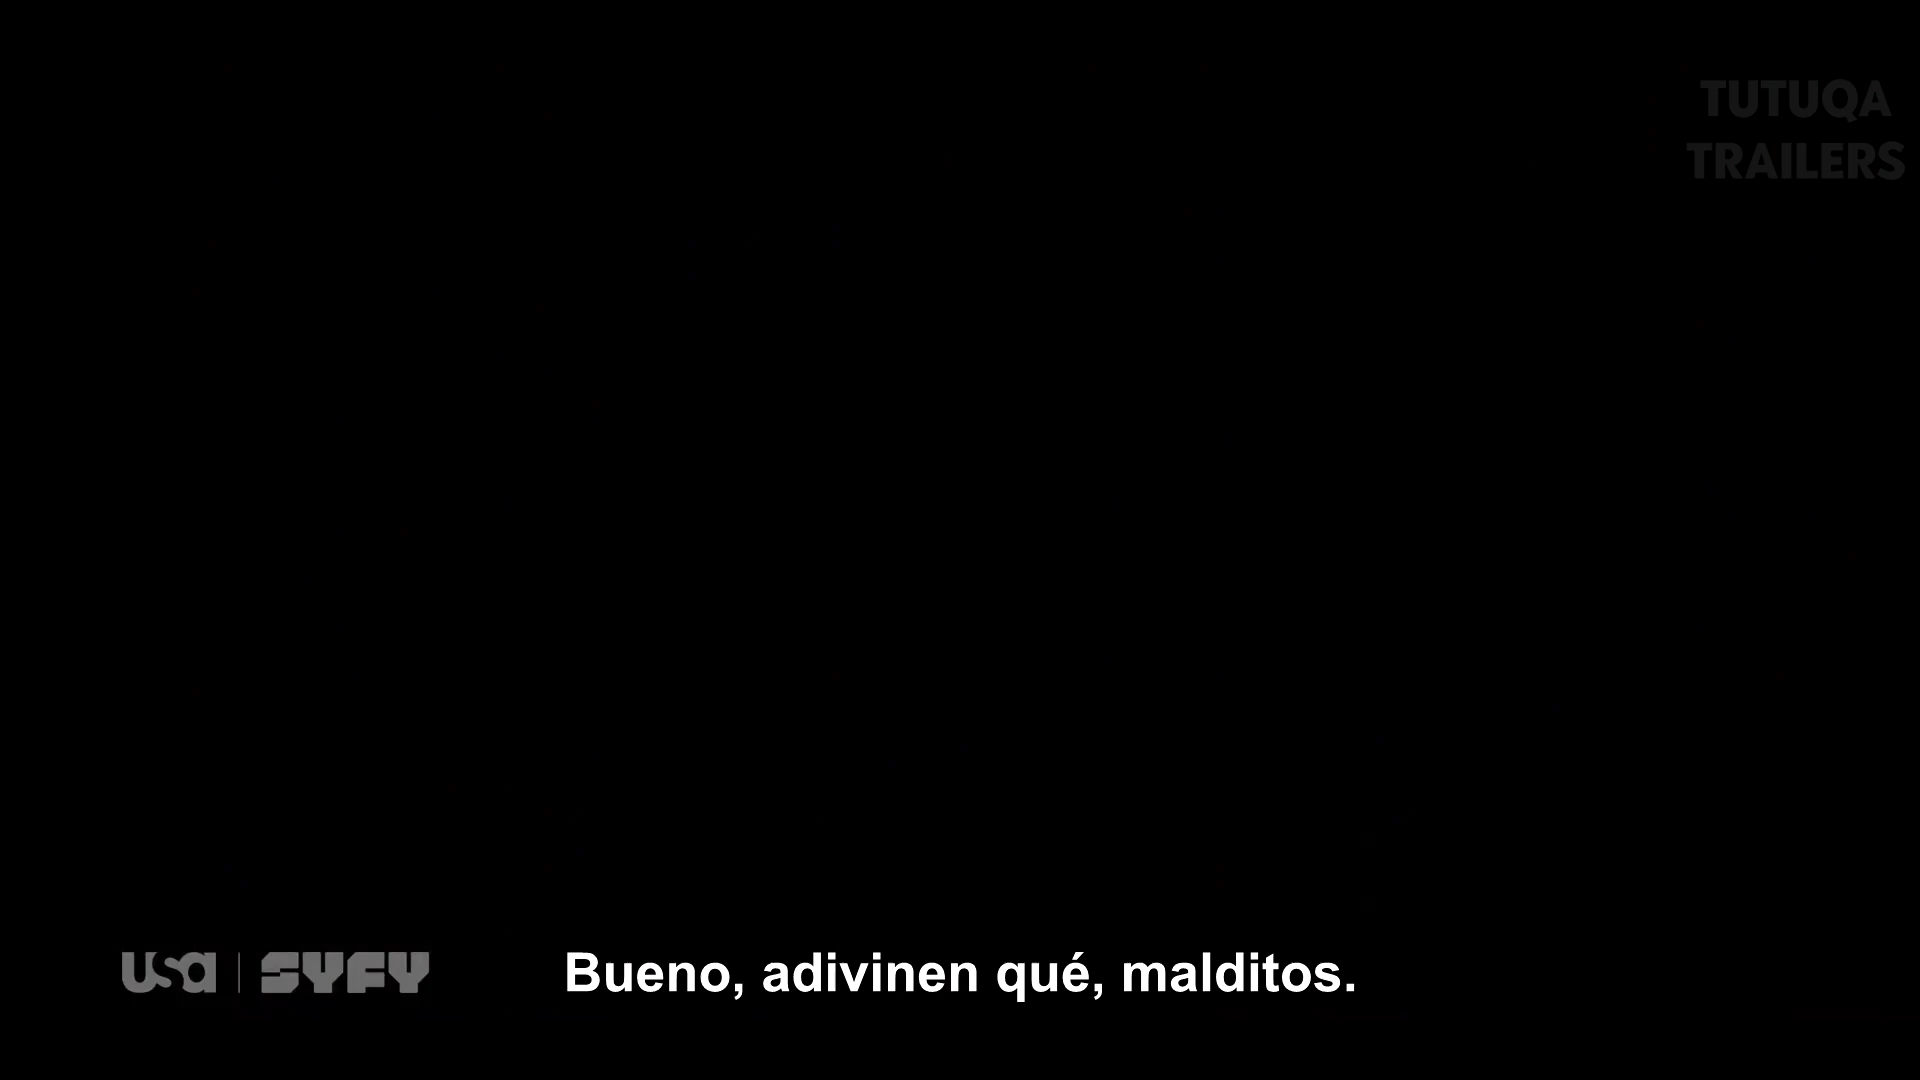 TUTUQA
TRAILERS
usa | SYFY
Bueno, adivinen qué, malditos.